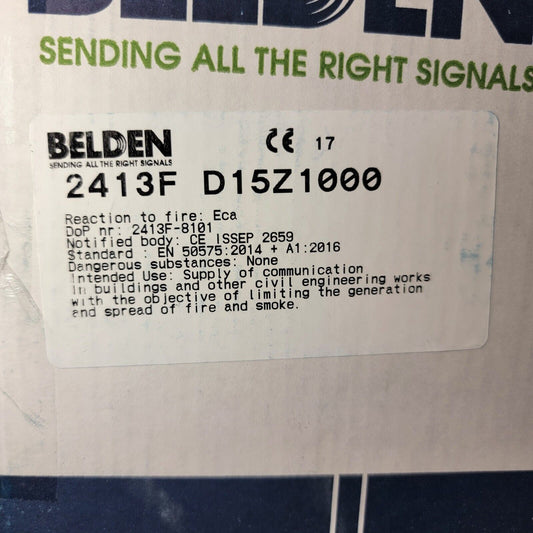 BELDEN
SENDING ALL THE RIGHT SIGNALS
BELDEN
SENDING ALL THE RIGHT SIGNALS
CE 17
2413F D15Z1000
Reaction to fire: Eca
DoP nr: 2413F-8101
Notified body: CE ISSEP 2659
Standard : EN 50575:2014 + A1:2016
Dangerous substances: None
Intended Use: Supply of communication
in buildings and other civil engineering works
with the objective of limiting the generation
and spread of fire and smoke.